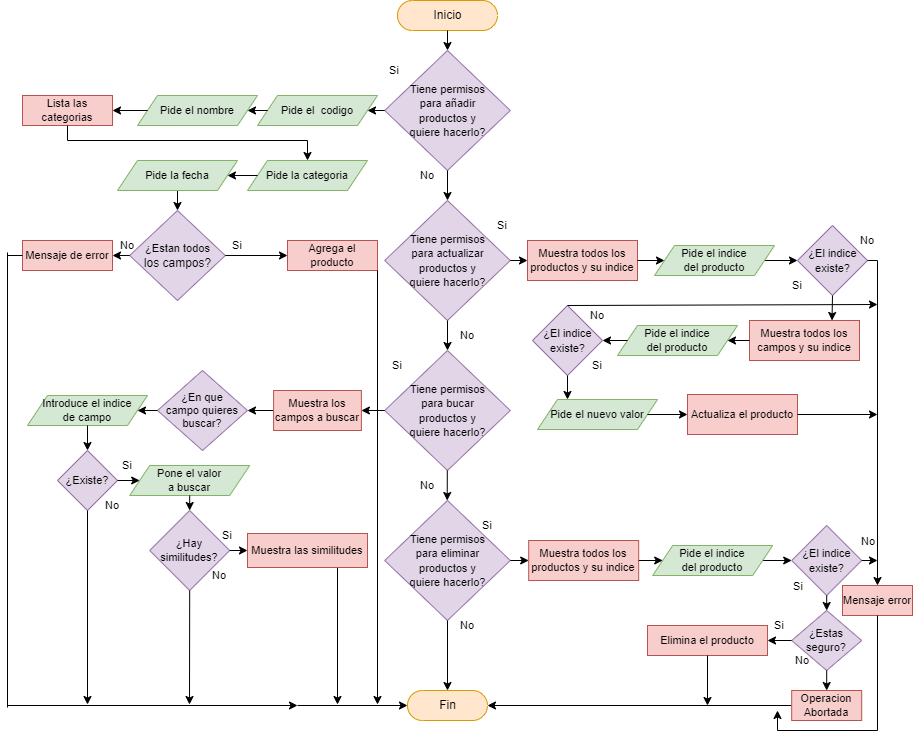 Inicio
Si
Tiene permisos
para añadir
productos y
quiere hacerlo?
Pide el codigo
Pide el nombre
Lista las
categorias
Pide la categoria
Pide la fecha
No
¿Estan todos
los campos?
No
Mensaje de error
Si
Agrega el
producto
Tiene permisos
para actualizar
productos y
quiere hacerlo?
Si
Muestra todos los
productos y su indice
Pide el indice
del producto
¿El indice
existe?
No
Si
Muestra todos los
campos y su indice
Pide el indice
del producto
¿El indice
existe?
No
Si
Pide el nuevo valor
Actualiza el producto
No
Si
Tiene permisos
para bucar
productos y
quiere hacerlo?
Muestra los
campos a buscar
¿En que
campo quieres
buscar?
Introduce el indice
de campo
¿Existe?
Si
No
Pone el valor
a buscar
¿Hay
similitudes?
Si
No
Muestra las similitudes
No
Tiene permisos
para eliminar
productos y
quiere hacerlo?
Si
Muestra todos los
productos y su indice
Pide el indice
del producto
¿El indice
existe?
No
Si
Mensaje error
¿Estas
seguro?
Si
No
Elimina el producto
Operacion
Abortada
No
Fin